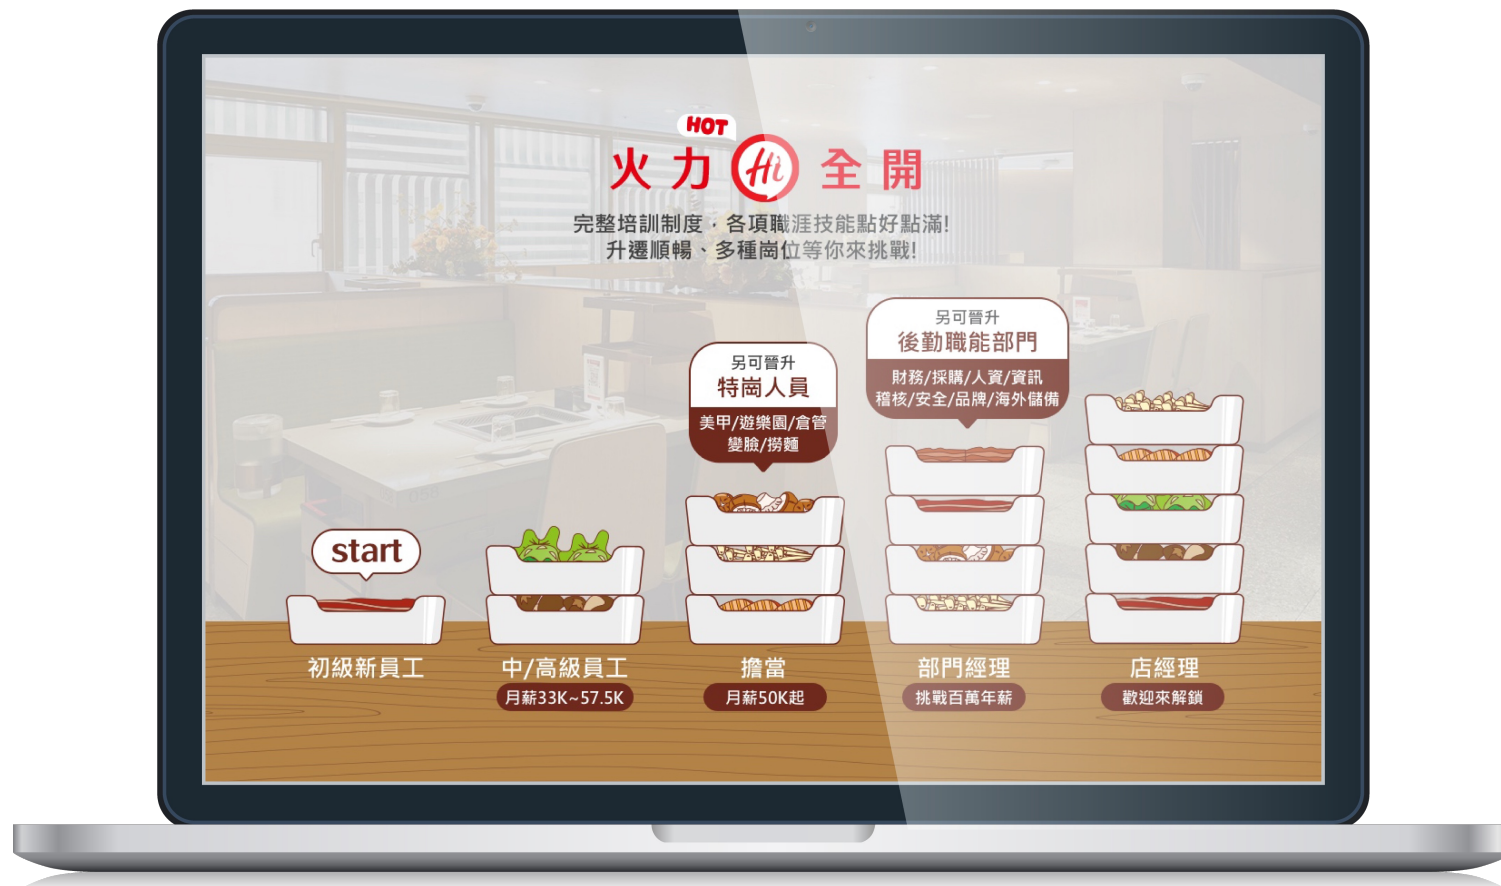 HOT
火力 Hi 全開
完整培訓制度，各項職涯技能點好點滿!
升遷順暢、多種崗位等你來挑戰!
另可晉升
後勤職能部門
財務/採購/人資/資訊
稽核/安全/品牌/海外儲備
另可晉升
特崗人員
美甲/遊樂園/倉管
變臉/撈麵
start
初級新員工
中/高級員工
月薪33K~57.5K
擔當
月薪50K起
部門經理
挑戰百萬年薪
店經理
歡迎來解鎖